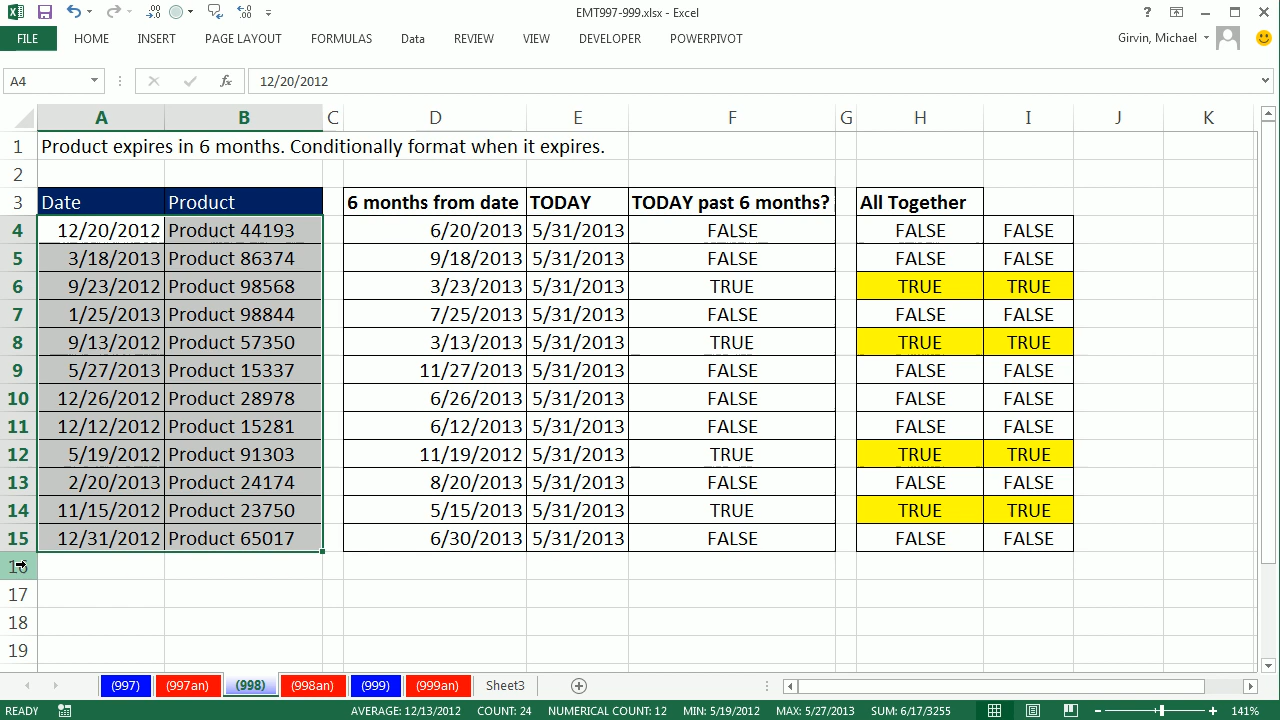 EMT997-999.xlsx - Excel
FILE HOME INSERT PAGE LAYOUT FORMULAS Data REVIEW VIEW DEVELOPER POWERPIVOT Girvin, Michael
A4 fx 12/20/2012
A B C D E F G H I J K
1 Product expires in 6 months. Conditionally format when it expires.
2
3 Date Product 6 months from date TODAY TODAY past 6 months? All Together
4 12/20/2012 Product 44193 6/20/2013 5/31/2013 FALSE FALSE FALSE
5 3/18/2013 Product 86374 9/18/2013 5/31/2013 FALSE FALSE FALSE
6 9/23/2012 Product 98568 3/23/2013 5/31/2013 TRUE TRUE TRUE
7 1/25/2013 Product 98844 7/25/2013 5/31/2013 FALSE FALSE FALSE
8 9/13/2012 Product 57350 3/13/2013 5/31/2013 TRUE TRUE TRUE
9 5/27/2013 Product 15337 11/27/2013 5/31/2013 FALSE FALSE FALSE
10 12/26/2012 Product 28978 6/26/2013 5/31/2013 FALSE FALSE FALSE
11 12/12/2012 Product 15281 6/12/2013 5/31/2013 FALSE FALSE FALSE
12 5/19/2012 Product 91303 11/19/2012 5/31/2013 TRUE TRUE TRUE
13 2/20/2013 Product 24174 8/20/2013 5/31/2013 FALSE FALSE FALSE
14 11/15/2012 Product 23750 5/15/2013 5/31/2013 TRUE TRUE TRUE
15 12/31/2012 Product 65017 6/30/2013 5/31/2013 FALSE FALSE FALSE
16
17
18
19
(997) (997an) (998) (998an) (999) (999an) Sheet3
READY AVERAGE: 12/13/2012 COUNT: 24 NUMERICAL COUNT: 12 MIN: 5/19/2012 MAX: 5/27/2013 SUM: 6/17/3255 141%